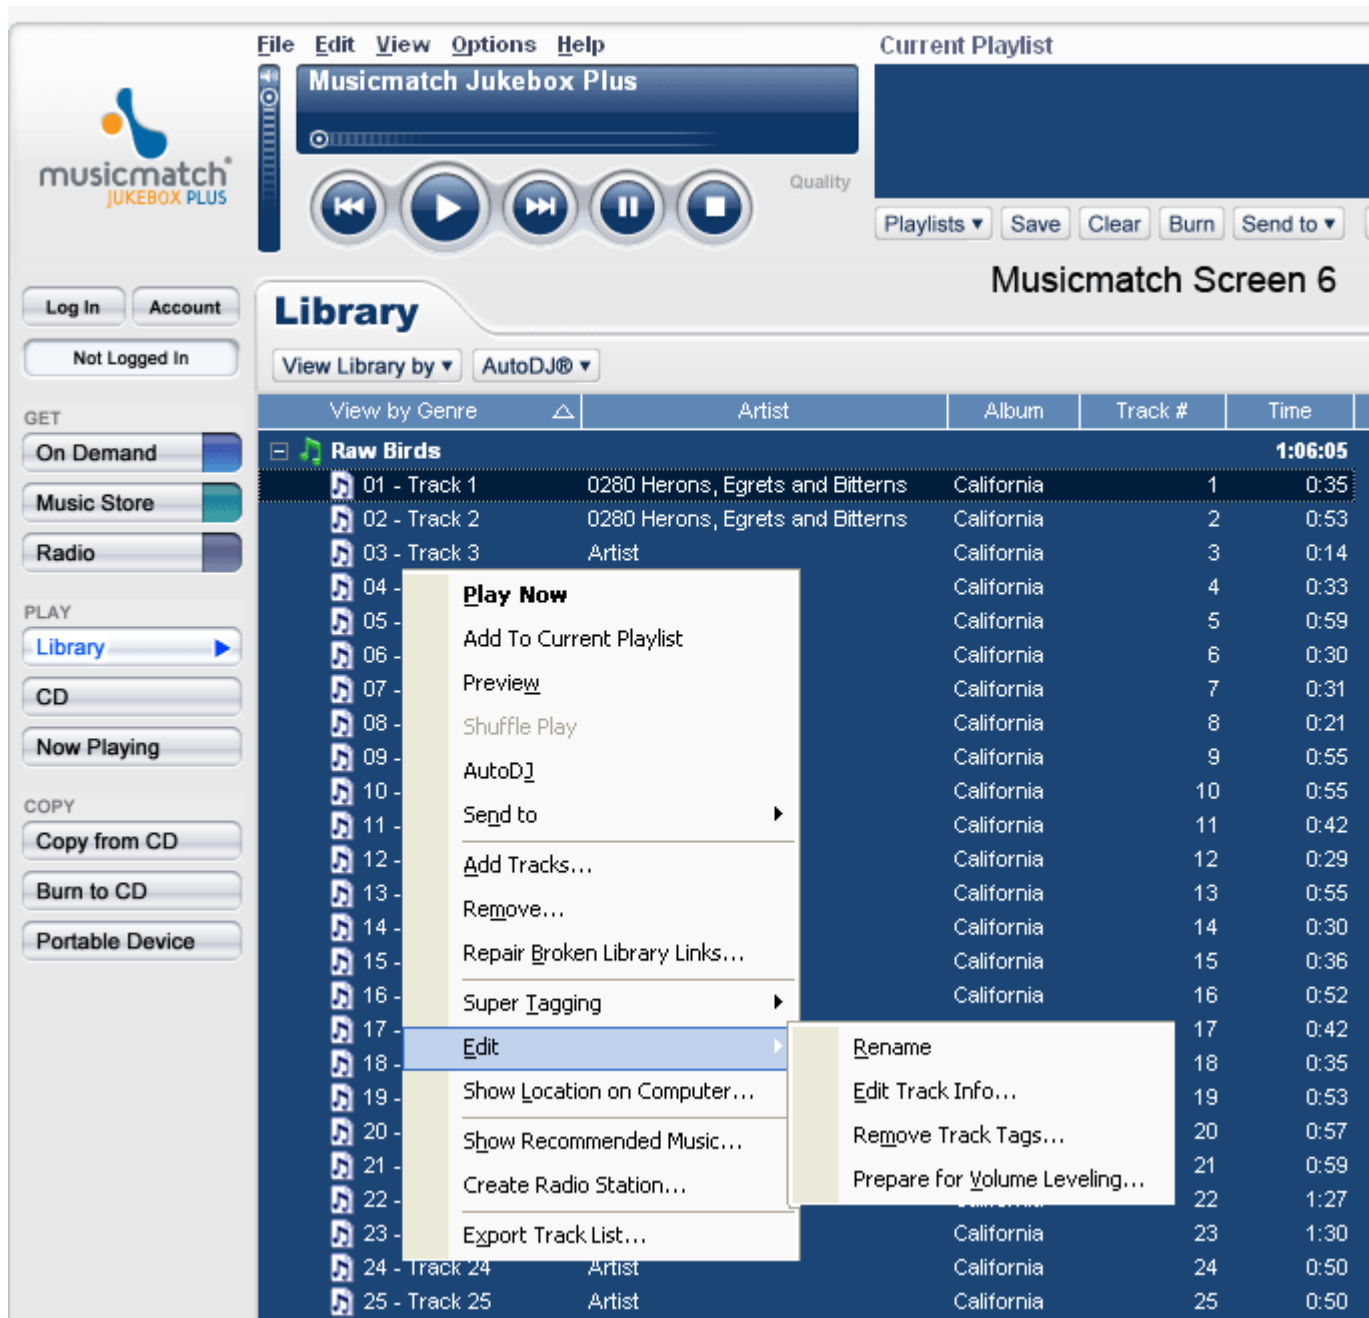 File Edit View Options Help
Current Playlist
Musicmatch Jukebox Plus
musicmatch®
JUKEBOX PLUS
Quality
Playlists ▾ Save Clear Burn Send to ▾
Musicmatch Screen 6
Log In Account
Not Logged In
Library
View Library by ▾ AutoDJ® ▾
GET
On Demand
Music Store
Radio
PLAY
Library
CD
Now Playing
COPY
Copy from CD
Burn to CD
Portable Device
View by Genre Artist Album Track # Time
Raw Birds 1:06:05
01 - Track 1 0280 Herons, Egrets and Bitterns California 1 0:35
02 - Track 2 0280 Herons, Egrets and Bitterns California 2 0:53
03 - Track 3 Artist California 3 0:14
04 - California 4 0:33
05 - California 5 0:59
06 - California 6 0:30
07 - California 7 0:31
08 - California 8 0:21
09 - California 9 0:55
10 - California 10 0:55
11 - California 11 0:42
12 - California 12 0:29
13 - California 13 0:55
14 - California 14 0:30
15 - California 15 0:36
16 - California 16 0:52
17 - 17 0:42
18 - 18 0:35
19 - 19 0:53
20 - 20 0:57
21 - 21 0:59
22 - 22 1:27
23 - California 23 1:30
24 - Track 24 Artist California 24 0:50
25 - Track 25 Artist California 25 0:50
Play Now
Add To Current Playlist
Preview
Shuffle Play
AutoDJ
Send to
Add Tracks...
Remove...
Repair Broken Library Links...
Super Tagging
Edit
Show Location on Computer...
Show Recommended Music...
Create Radio Station...
Export Track List...
Rename
Edit Track Info...
Remove Track Tags...
Prepare for Volume Leveling...